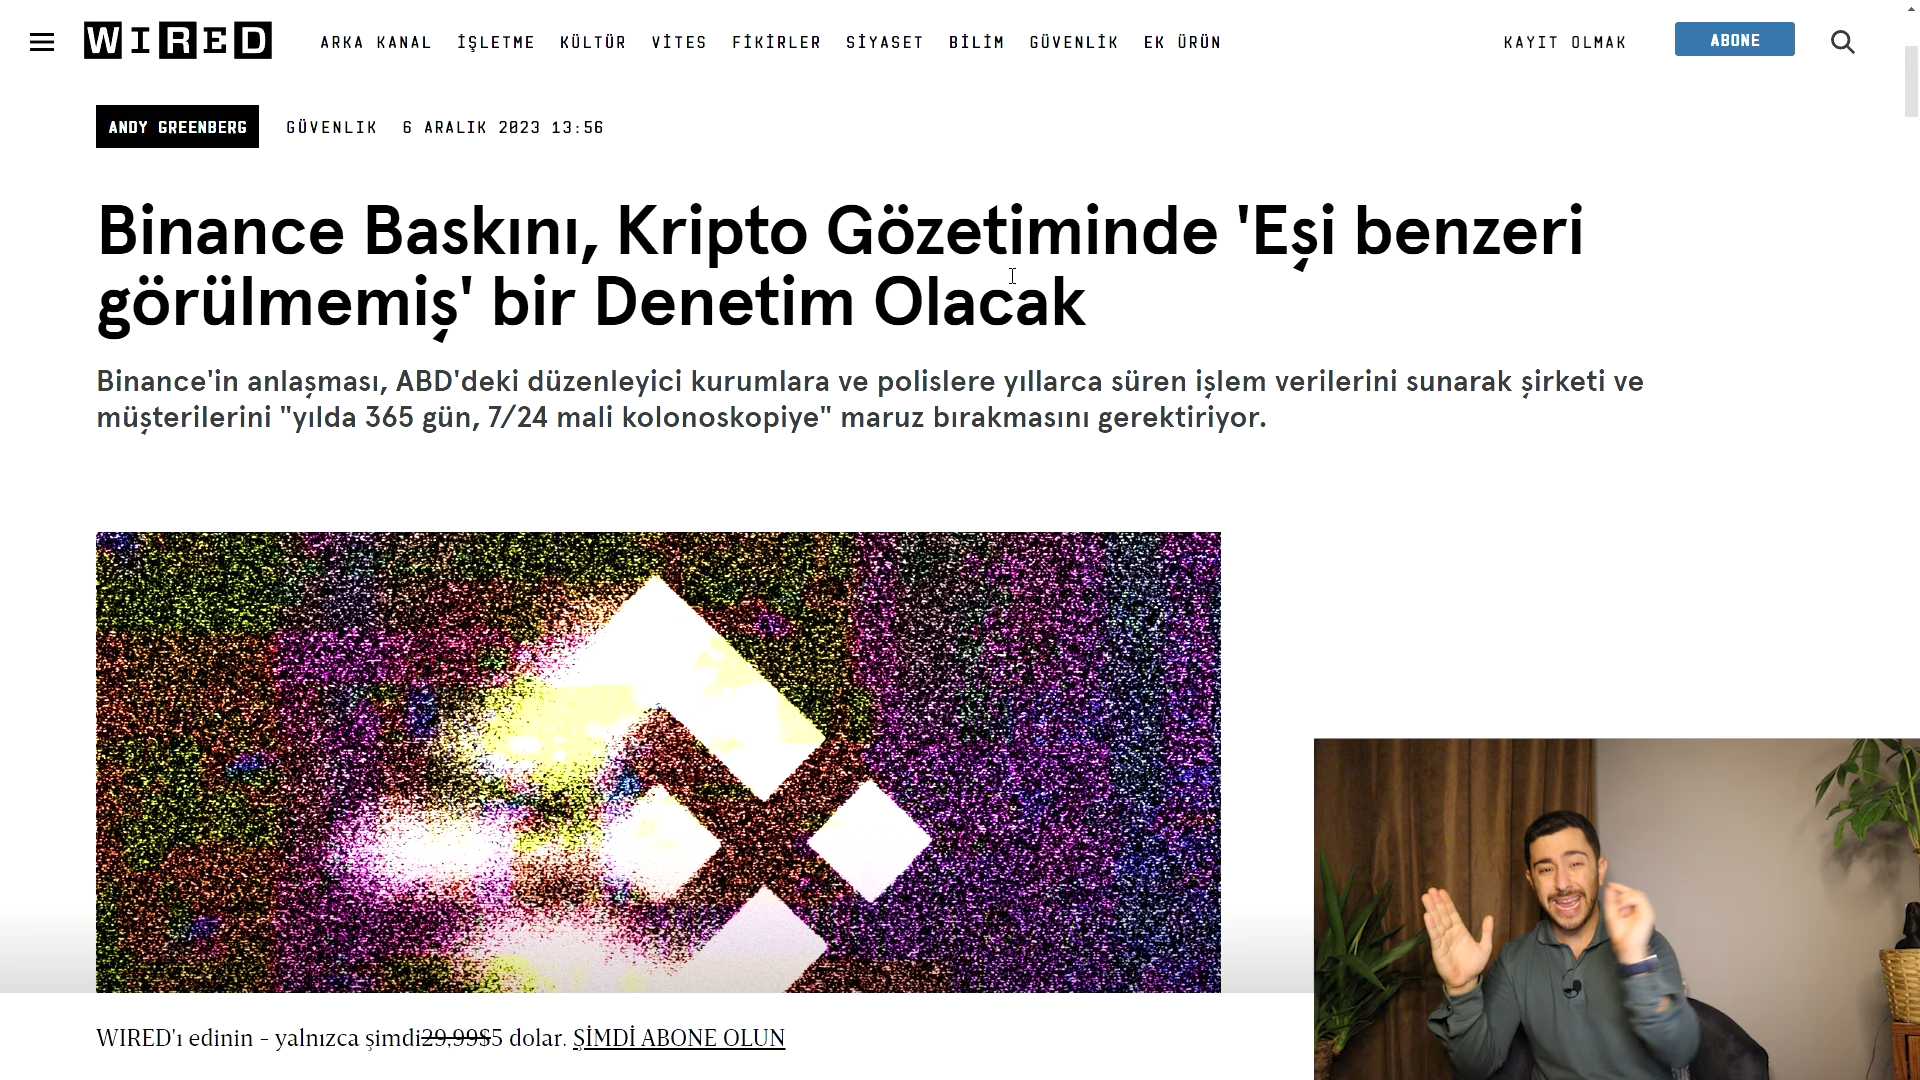 WIRED
ARKA KANAL İŞLETME KÜLTÜR VİTES FİKİRLER SİYASET BİLİM GÜVENLİK EK ÜRÜN
KAYIT OLMAK
ABONE
ANDY GREENBERG GÜVENLIK 6 ARALIK 2023 13:56
Binance Baskını, Kripto Gözetiminde 'Eşi benzeri
görülmemiş' bir Denetim Olacak
Binance'in anlaşması, ABD'deki düzenleyici kurumlara ve polislere yıllarca süren işlem verilerini sunarak şirketi ve
müşterilerini "yılda 365 gün, 7/24 mali kolonoskopiye" maruz bırakmasını gerektiriyor.
WIRED'ı edinin - yalnızca şimdi29,99$5 dolar. ŞİMDİ ABONE OLUN